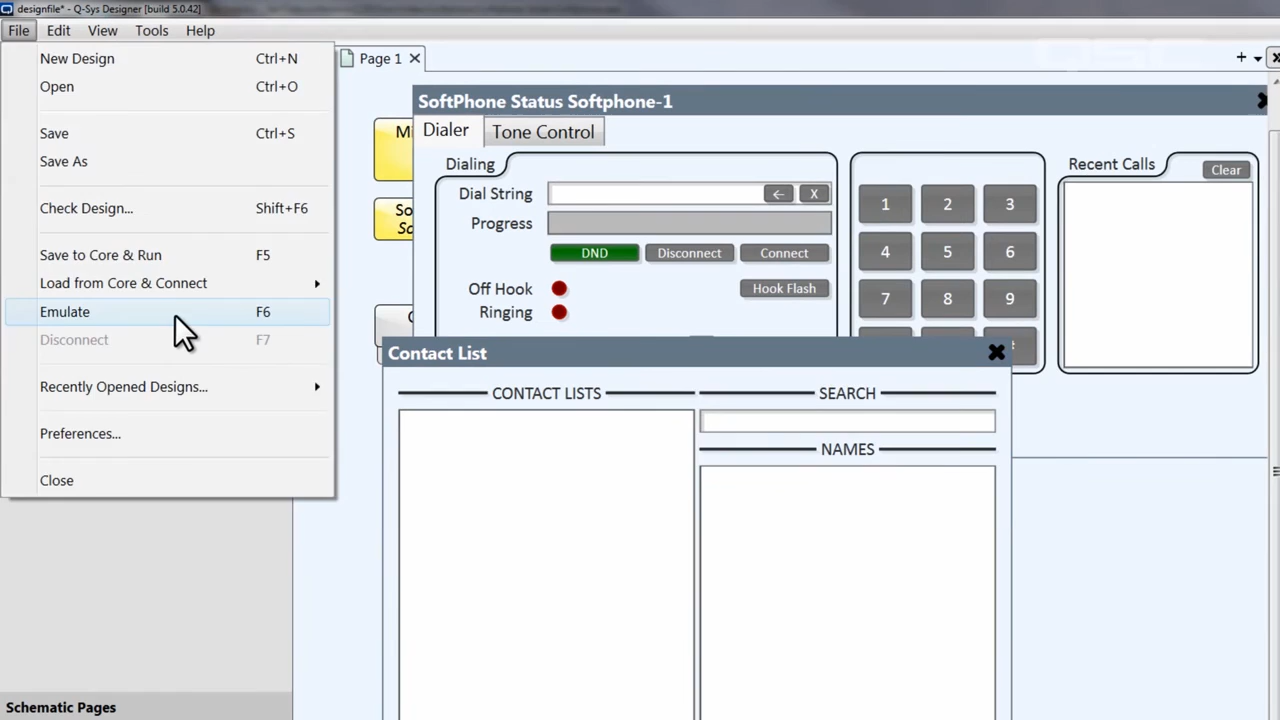 designfile* - Q-Sys Designer [build 5.0.42]
File Edit View Tools Help
New Design Ctrl+N
Open Ctrl+O
Save Ctrl+S
Save As
Check Design... Shift+F6
Save to Core & Run F5
Load from Core & Connect
Emulate F6
Disconnect F7
Recently Opened Designs...
Preferences...
Close
Schematic Pages
Page 1
SoftPhone Status Softphone-1
Dialer Tone Control
Dialing
Dial String
X
Progress
DND Disconnect Connect
Off Hook
Hook Flash
Ringing
1 2 3
4 5 6
7 8 9
Recent Calls
Clear
Contact List
CONTACT LISTS
SEARCH
NAMES